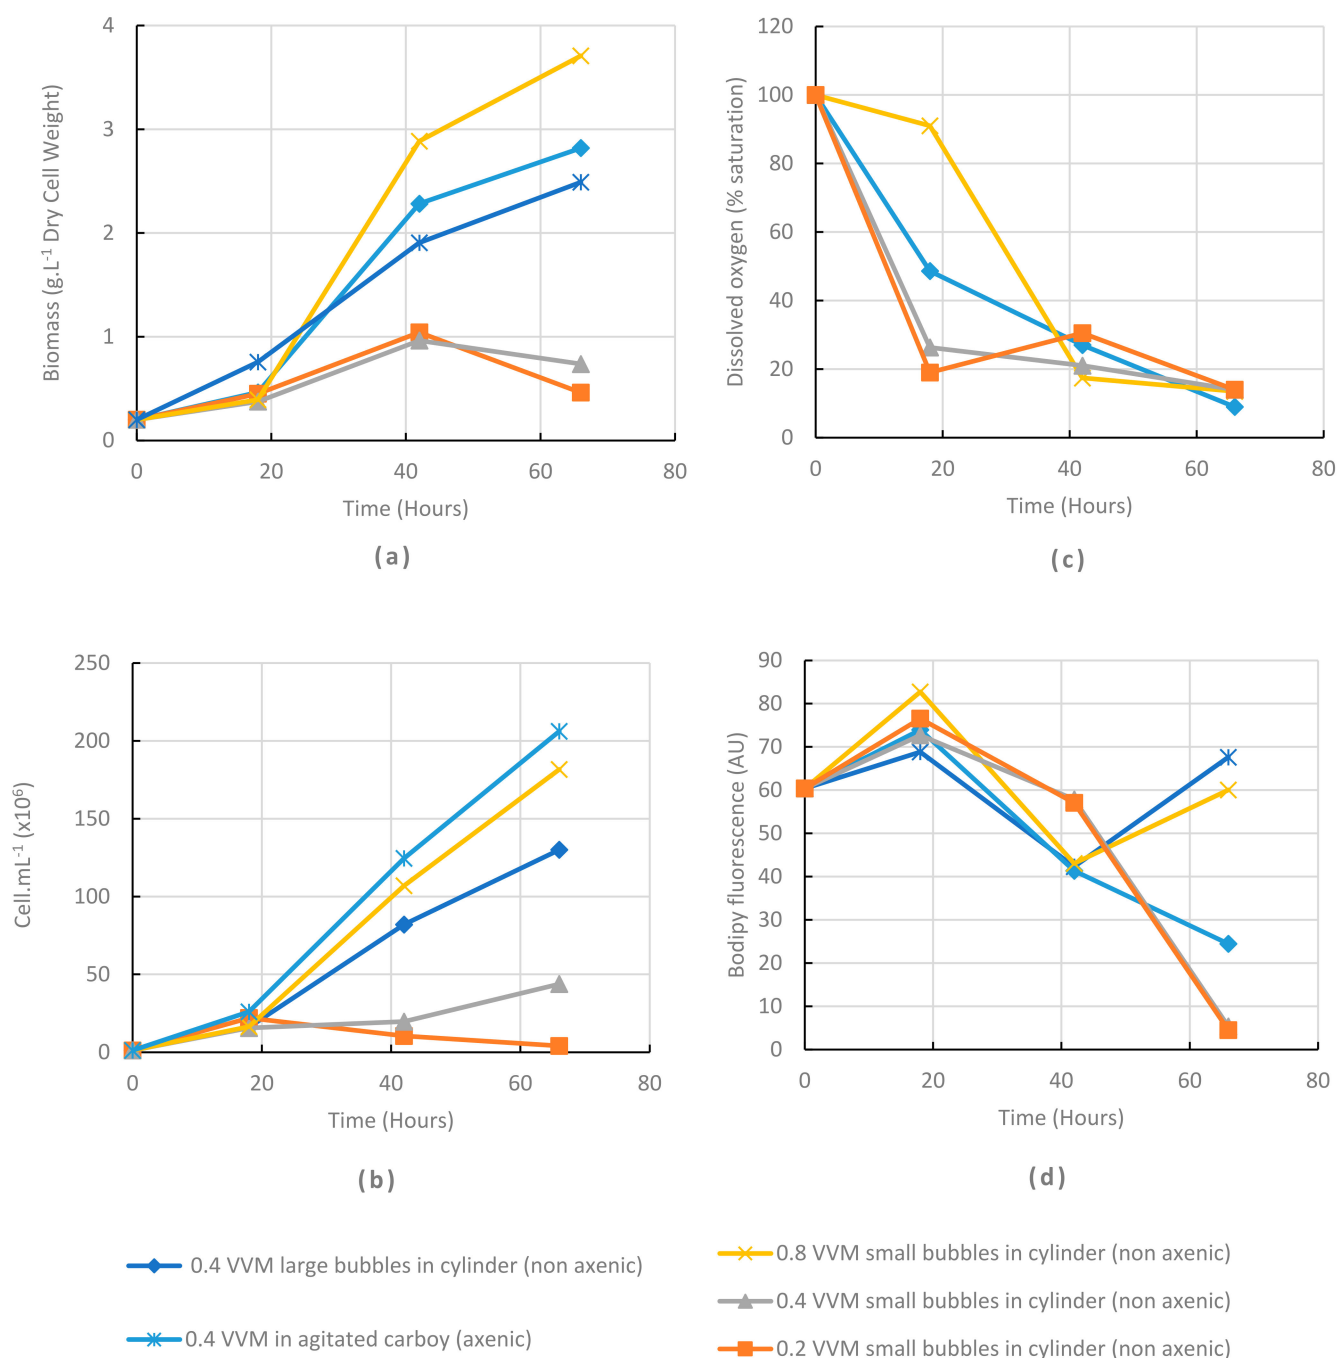 4
3
2
1
0
0 20 40 60 80
Biomass (g.L⁻¹ Dry Cell Weight)
Time (Hours)
(a)
120
100
80
60
40
20
0
0 20 40 60 80
Dissolved oxygen (% saturation)
Time (Hours)
(c)
250
200
150
100
50
0
0 20 40 60 80
Cell.mL⁻¹ (x10⁶)
Time (Hours)
(b)
90
80
70
60
50
40
30
20
10
0
0 20 40 60 80
Bodipy fluorescence (AU)
Time (Hours)
(d)
0.4 VVM large bubbles in cylinder (non axenic)
0.4 VVM in agitated carboy (axenic)
0.8 VVM small bubbles in cylinder (non axenic)
0.4 VVM small bubbles in cylinder (non axenic)
0.2 VVM small bubbles in cylinder (non axenic)